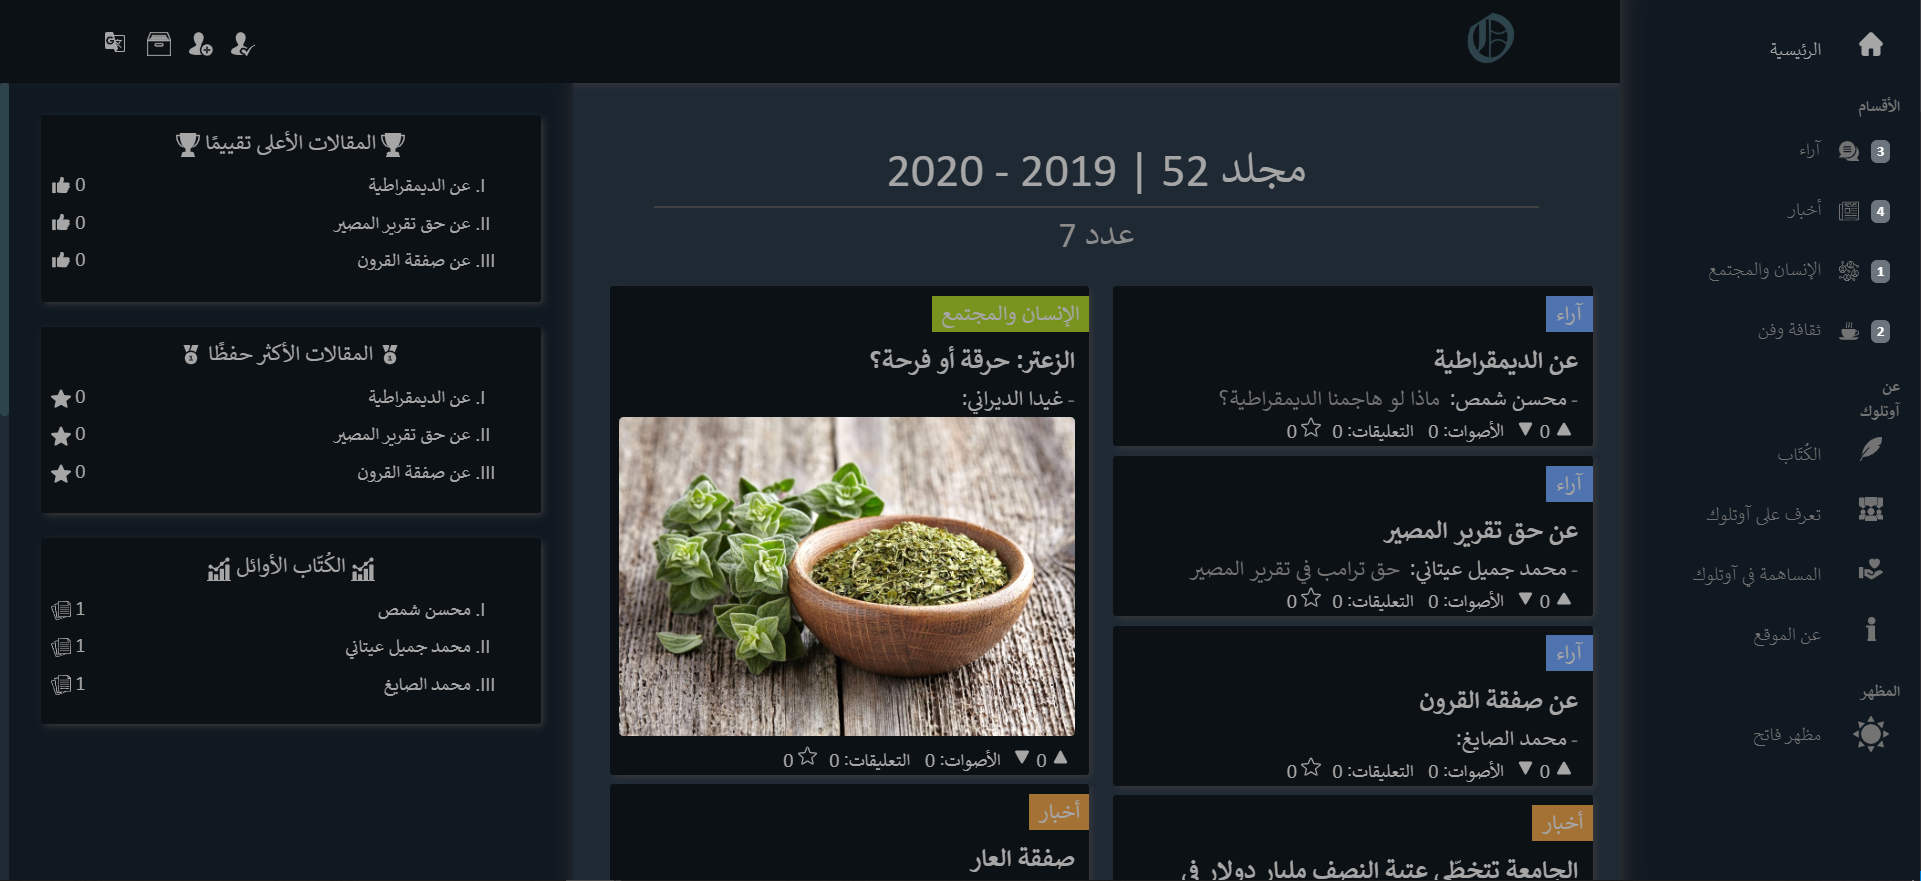 الرئيسية
الأقسام
3 آراء
4 أخبار
1 الإنسان والمجتمع
2 ثقافة وفن
عن
آوتلوك
الكُتّاب
تعرف على آوتلوك
المساهمة في آوتلوك
عن الموقع
المظهر
مظهر فاتح
مجلد 52 | 2019 - 2020
عدد 7
آراء
عن الديمقراطية
- محسن شمص: ماذا لو هاجمنا الديمقراطية؟
0 الأصوات: 0 التعليقات: 0 0
آراء
عن حق تقرير المصير
- محمد جميل عيتاني: حق ترامب في تقرير المصير
0 الأصوات: 0 التعليقات: 0 0
آراء
عن صفقة القرون
- محمد الصايغ:
0 الأصوات: 0 التعليقات: 0 0
أخبار
الجامعة تتخطّى عتبة النصف مليار دولار في
الإنسان والمجتمع
الزعتر: حرقة أو فرحة؟
- غيدا الديراني:
0 الأصوات: 0 التعليقات: 0 0
أخبار
صفقة العار
المقالات الأعلى تقييمًا
I. عن الديمقراطية 0
II. عن حق تقرير المصير 0
III. عن صفقة القرون 0
المقالات الأكثر حفظًا
I. عن الديمقراطية 0
II. عن حق تقرير المصير 0
III. عن صفقة القرون 0
الكُتّاب الأوائل
I. محسن شمص 1
II. محمد جميل عيتاني 1
III. محمد الصايغ 1